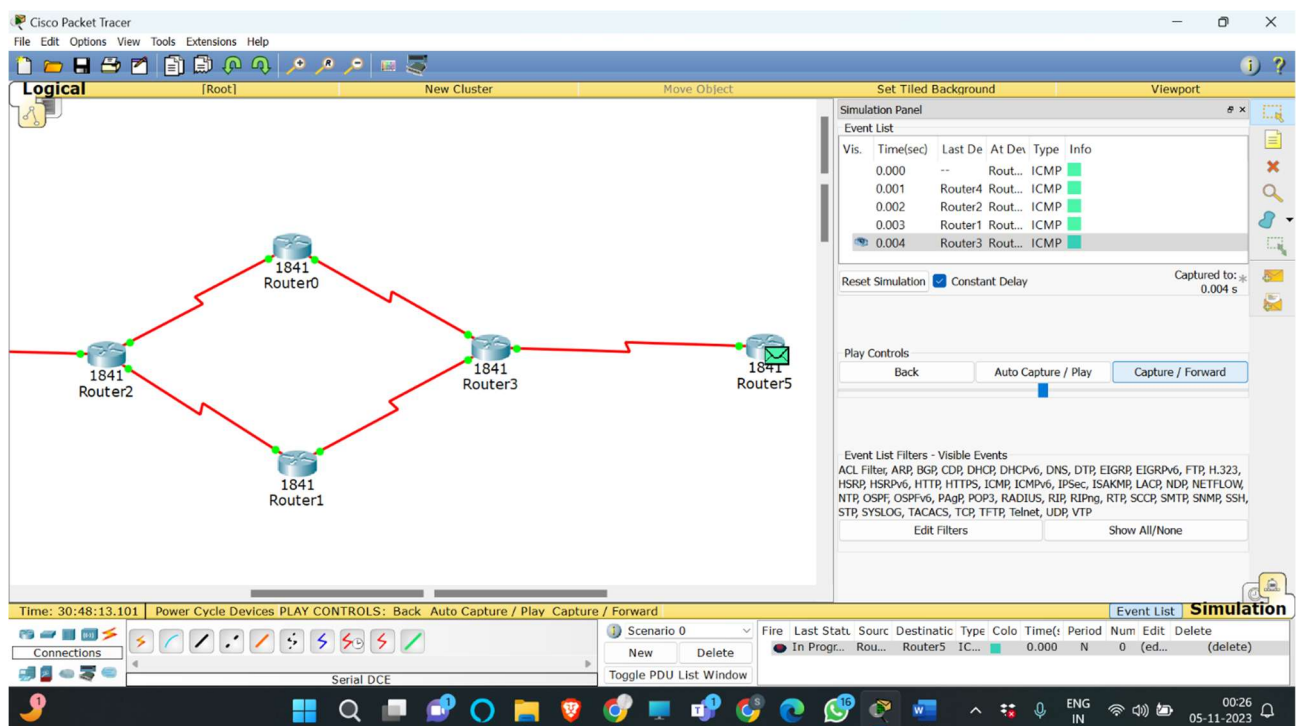 Cisco Packet Tracer
File Edit Options View Tools Extensions Help
Logical [Root] New Cluster Move Object Set Tiled Background Viewport
Simulation Panel
Event List
Vis. Time(sec) Last De At Dev Type Info
0.000 -- Rout... ICMP
0.001 Router4 Rout... ICMP
0.002 Router2 Rout... ICMP
0.003 Router1 Rout... ICMP
0.004 Router3 Rout... ICMP
Reset Simulation Constant Delay Captured to: *
0.004 s
Play Controls
Back Auto Capture / Play Capture / Forward
Event List Filters - Visible Events
ACL Filter, ARP, BGP, CDP, DHCP, DHCPv6, DNS, DTP, EIGRP, EIGRPv6, FTP, H.323,
HSRP, HSRPv6, HTTP, HTTPS, ICMP, ICMPv6, IPSec, ISAKMP, LACP, NDP, NETFLOW,
NTP, OSPF, OSPFv6, PAgP, POP3, RADIUS, RIP, RIPng, RTP, SCCP, SMTP, SNMP, SSH,
STP, SYSLOG, TACACS, TCP, TFTP, Telnet, UDP, VTP
Edit Filters Show All/None
1841
Router0
1841
Router2
1841
Router3
1841
Router5
1841
Router1
Time: 30:48:13.101 Power Cycle Devices PLAY CONTROLS: Back Auto Capture / Play Capture / Forward
Event List Simulation
Connections
Serial DCE
Scenario 0
New Delete
Toggle PDU List Window
Fire Last Statu Sourc Destinatic Type Colo Time(s Period Num Edit Delete
In Progr... Rou... Router5 IC... 0.000 N 0 (ed... (delete)
1
1
16
ENG
IN
00:26
05-11-2023